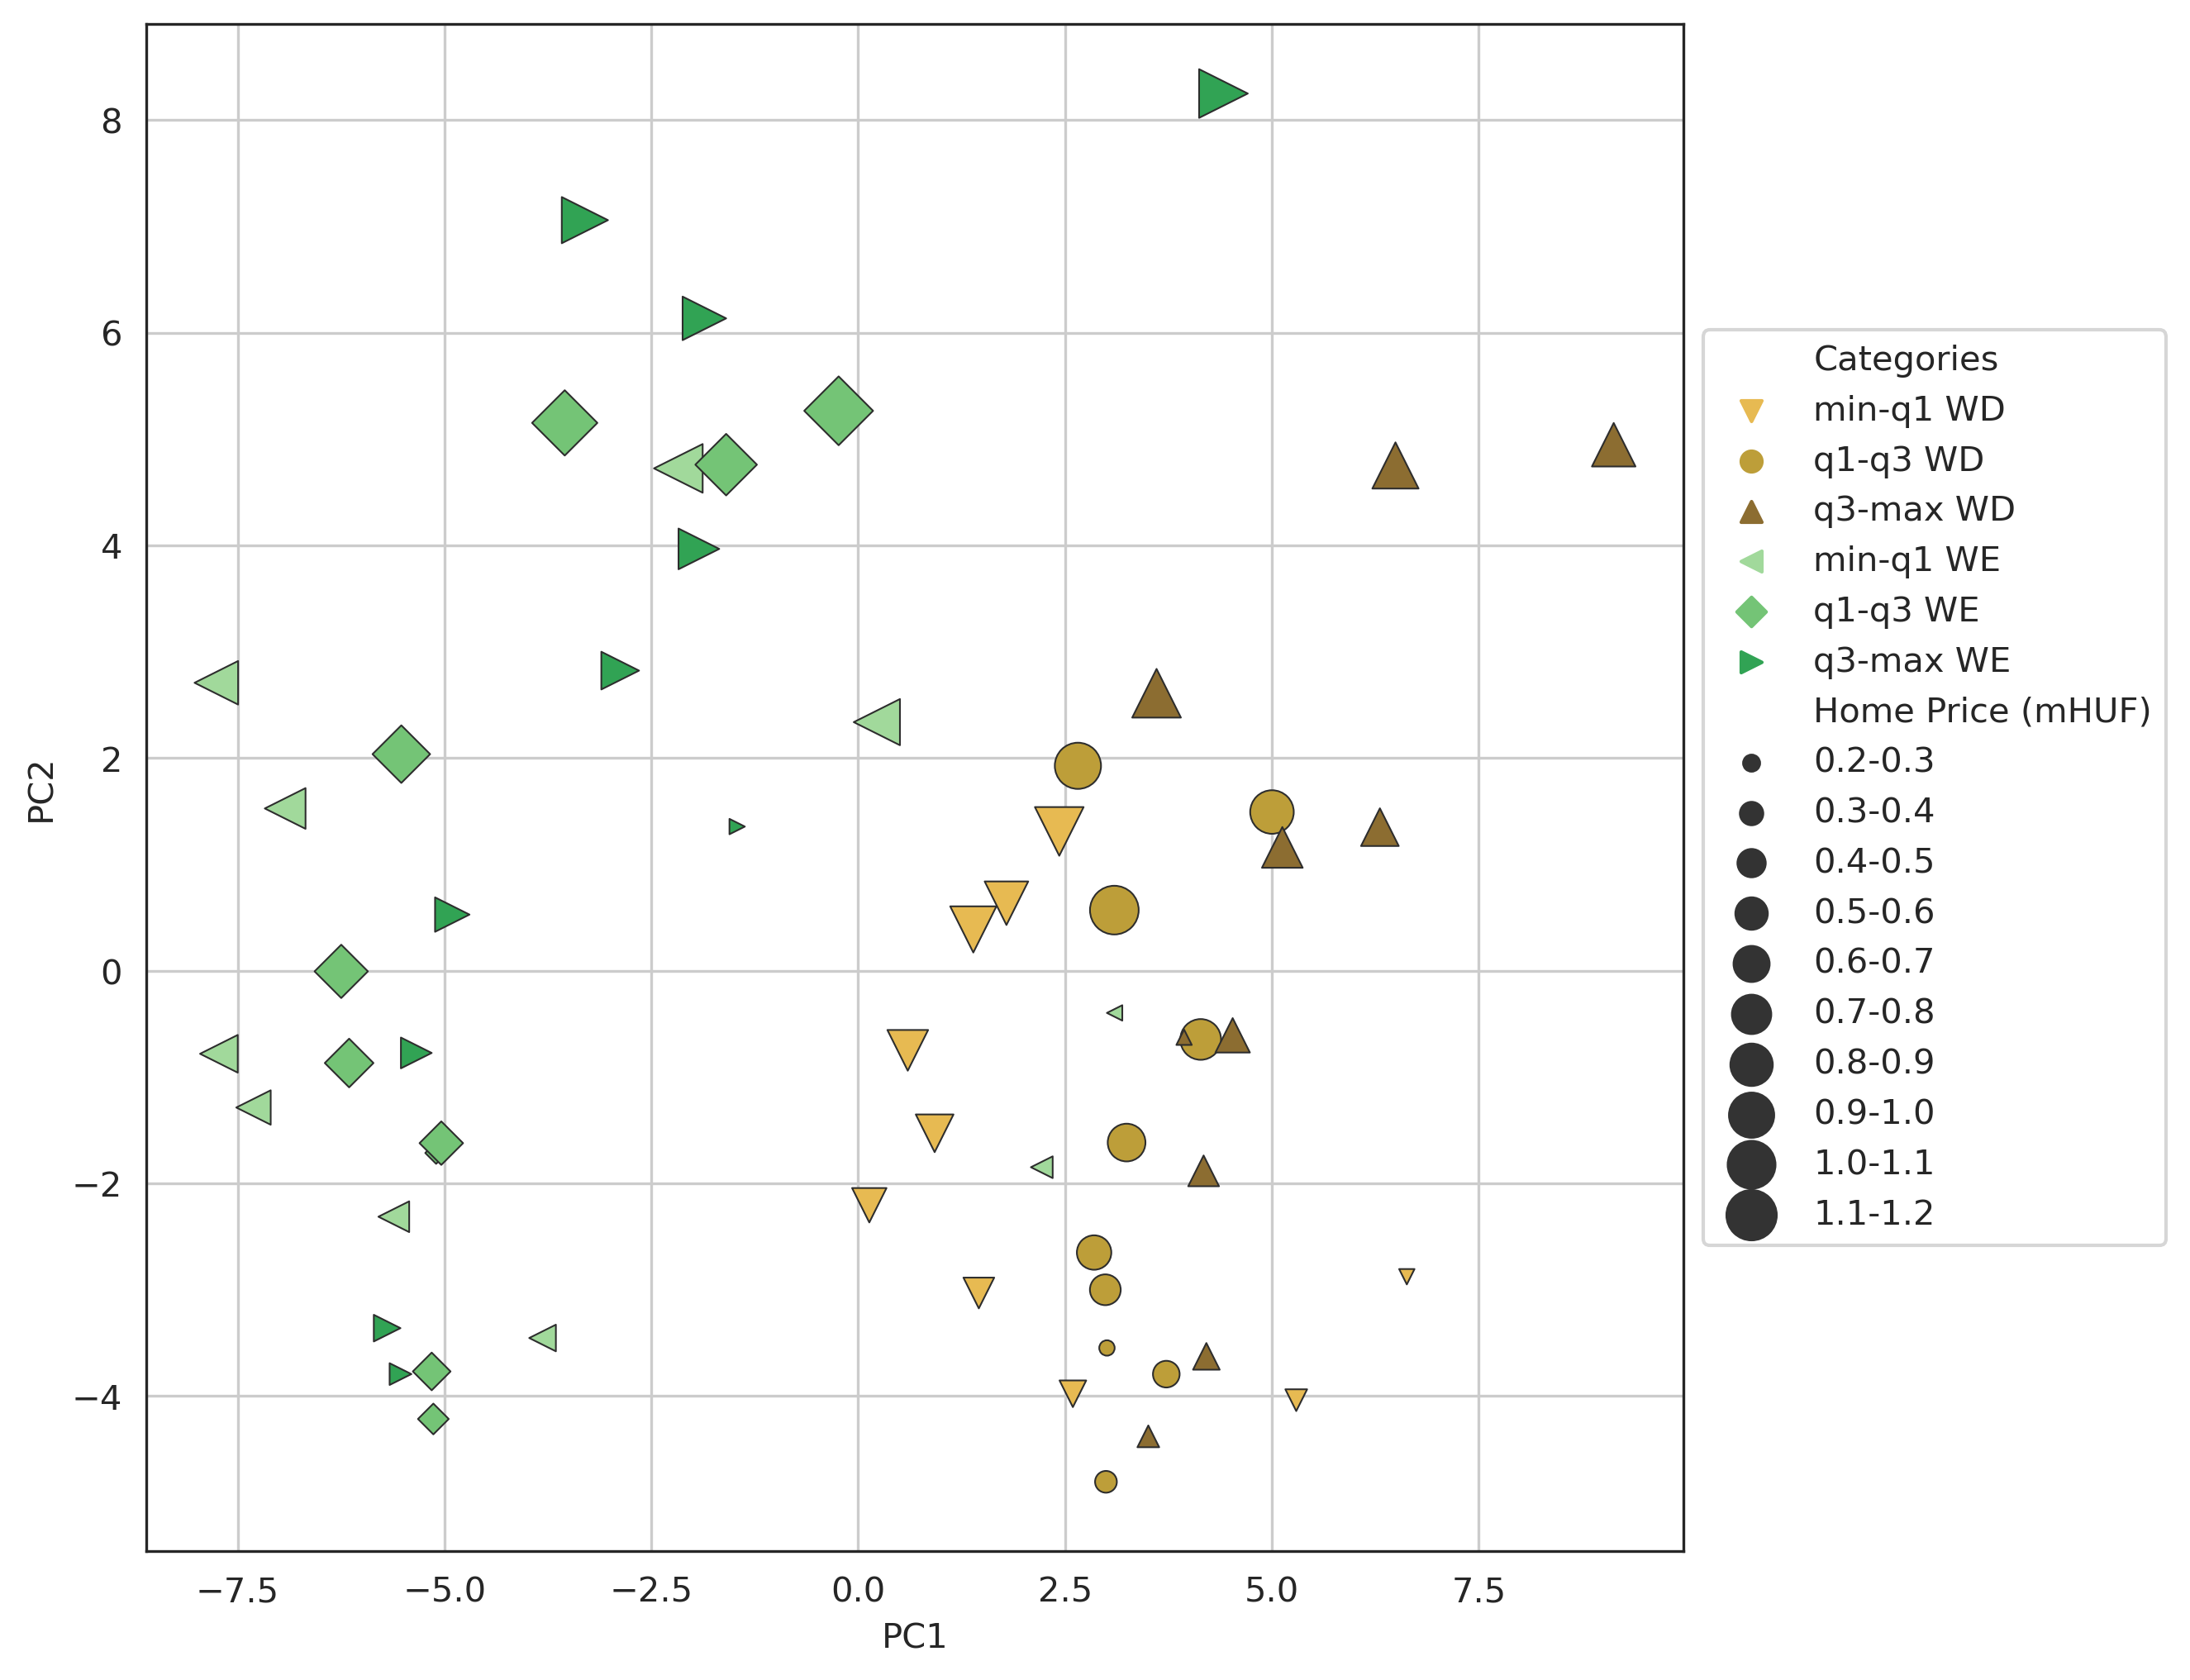 8
6
4
2
0
−2
−4
PC2
−7.5
−5.0
−2.5
0.0
2.5
5.0
7.5
PC1
Categories
min-q1 WD
q1-q3 WD
q3-max WD
min-q1 WE
q1-q3 WE
q3-max WE
Home Price (mHUF)
0.2-0.3
0.3-0.4
0.4-0.5
0.5-0.6
0.6-0.7
0.7-0.8
0.8-0.9
0.9-1.0
1.0-1.1
1.1-1.2